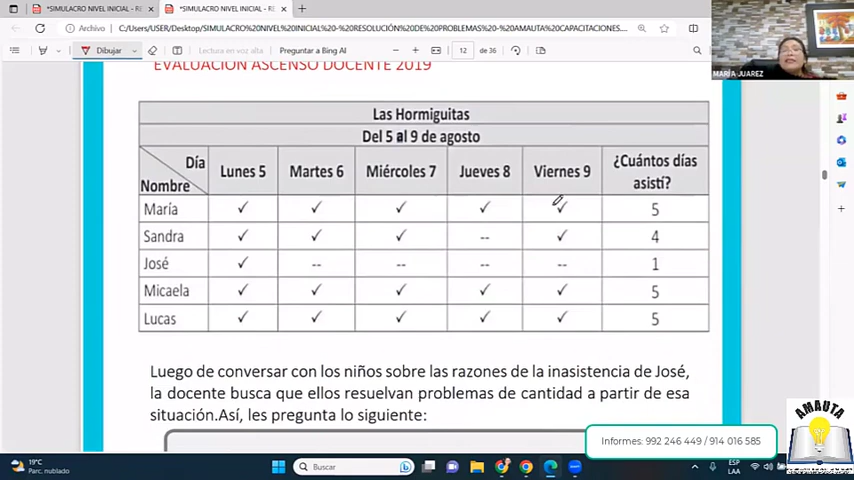 *SIMULACRO NIVEL INICIAL - RESOL
*SIMULACRO NIVEL INICIAL - RESOL
Archivo
C:/Users/USER/Desktop/SIMULACRO%20NIVEL%20INICIAL%20-%20RESOLUCIÓN%20DE%20PROBLEMAS%20-%20AMAUTA%20CAPACITACIONES....
Dibujar
Lectura en voz alta
Preguntar a Bing AI
12
de 36
MARÍA JUAREZ
EVALUACIÓN ASCENSO DOCENTE 2019
Las Hormiguitas
Del 5 al 9 de agosto
Día
Nombre
Lunes 5
Martes 6
Miércoles 7
Jueves 8
Viernes 9
¿Cuántos días
asistí?
María ✓ ✓ ✓ ✓ ✓ 5
Sandra ✓ ✓ ✓ -- ✓ 4
José ✓ -- -- -- -- 1
Micaela ✓ ✓ ✓ ✓ ✓ 5
Lucas ✓ ✓ ✓ ✓ ✓ 5
Luego de conversar con los niños sobre las razones de la inasistencia de José,
la docente busca que ellos resuelvan problemas de cantidad a partir de esa
situación.Así, les pregunta lo siguiente:
Informes: 992 246 449 / 914 016 585
AMAUTA
19°C
Parc. nublado
Buscar
ESP
LAA